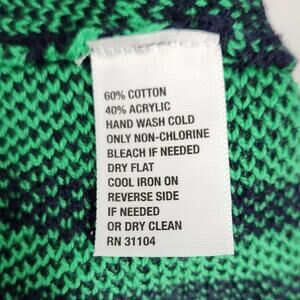 60% COTTON
40% ACRYLIC
HAND WASH COLD
ONLY NON-CHLORINE
BLEACH IF NEEDED
DRY FLAT
COOL IRON ON
REVERSE SIDE
IF NEEDED
OR DRY CLEAN
RN 31104